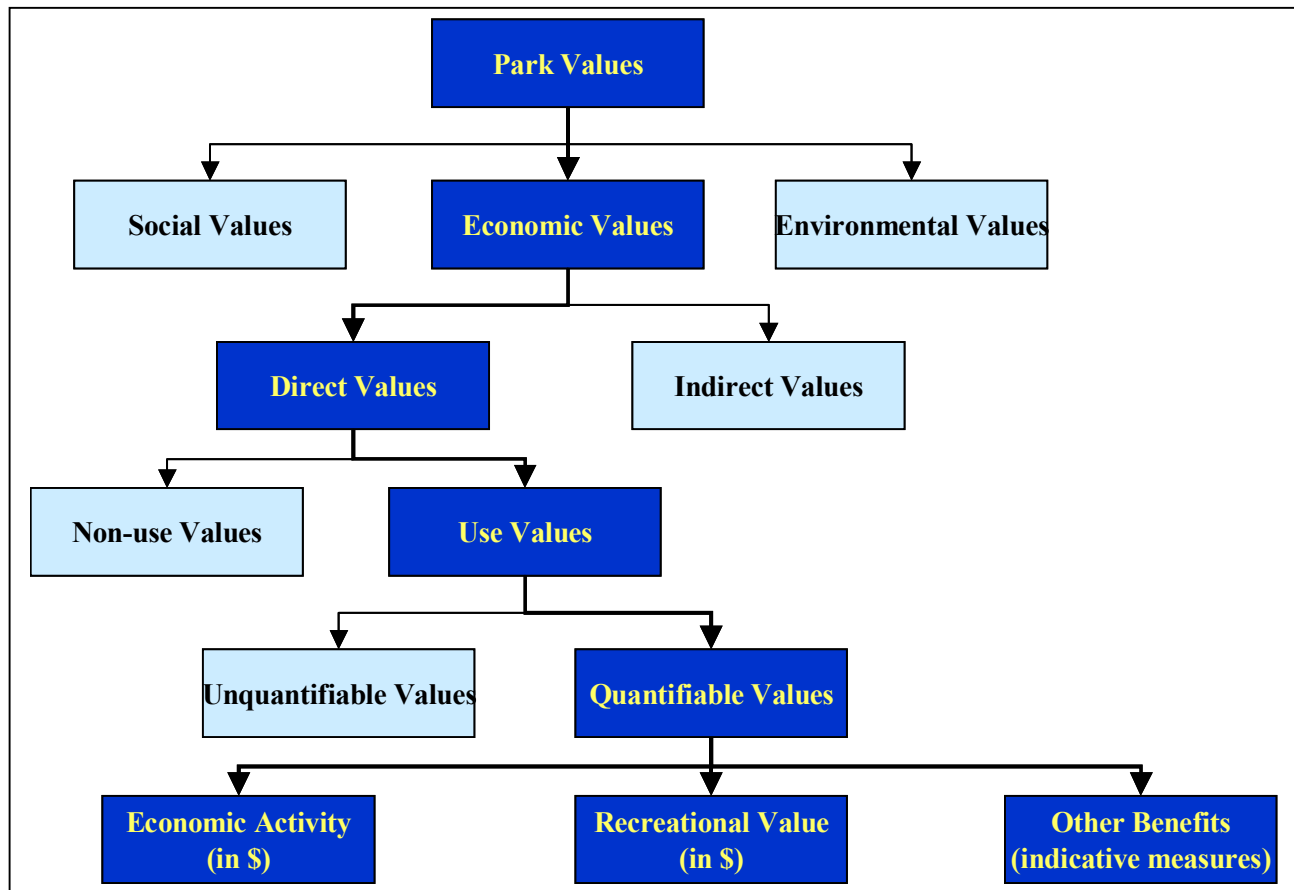 Park Values
Social Values
Economic Values
Environmental Values
Direct Values
Indirect Values
Non-use Values
Use Values
Unquantifiable Values
Quantifiable Values
Economic Activity
(in $)
Recreational Value
(in $)
Other Benefits
(indicative measures)